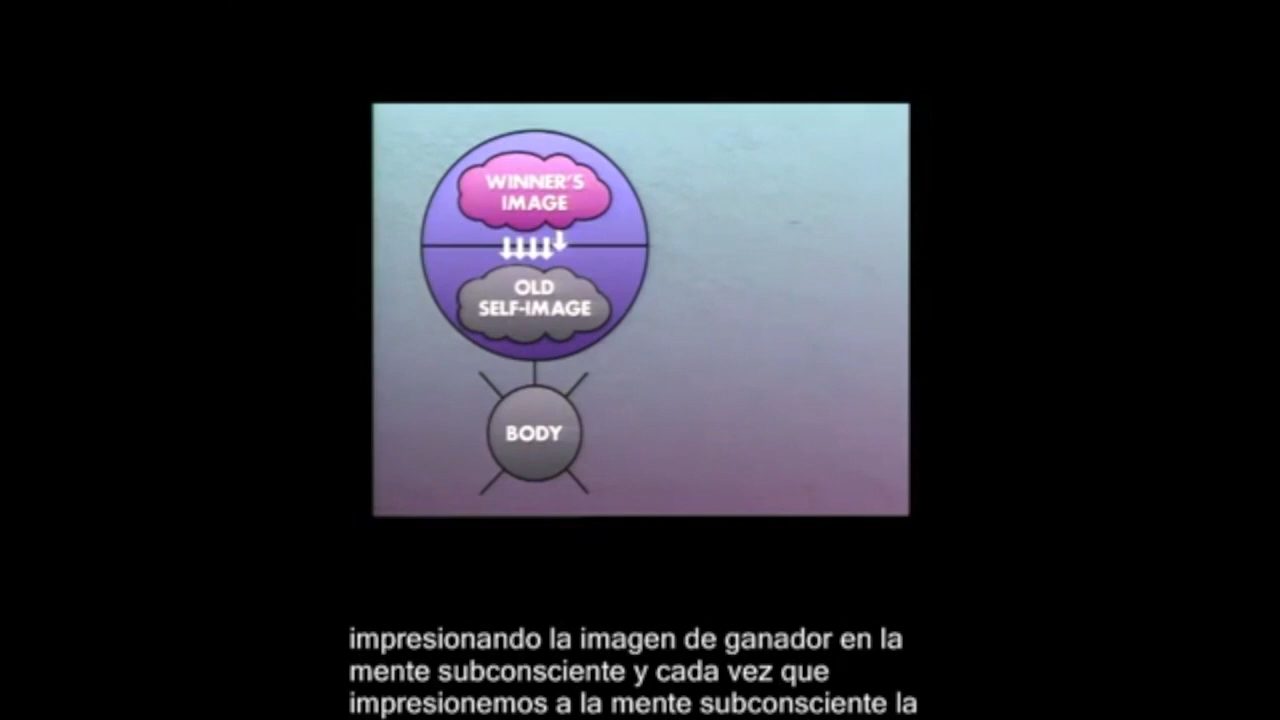 WINNER'S
IMAGE
OLD
SELF-IMAGE
BODY
impresionando la imagen de ganador en la
mente subconsciente y cada vez que
impresionemos a la mente subconsciente la